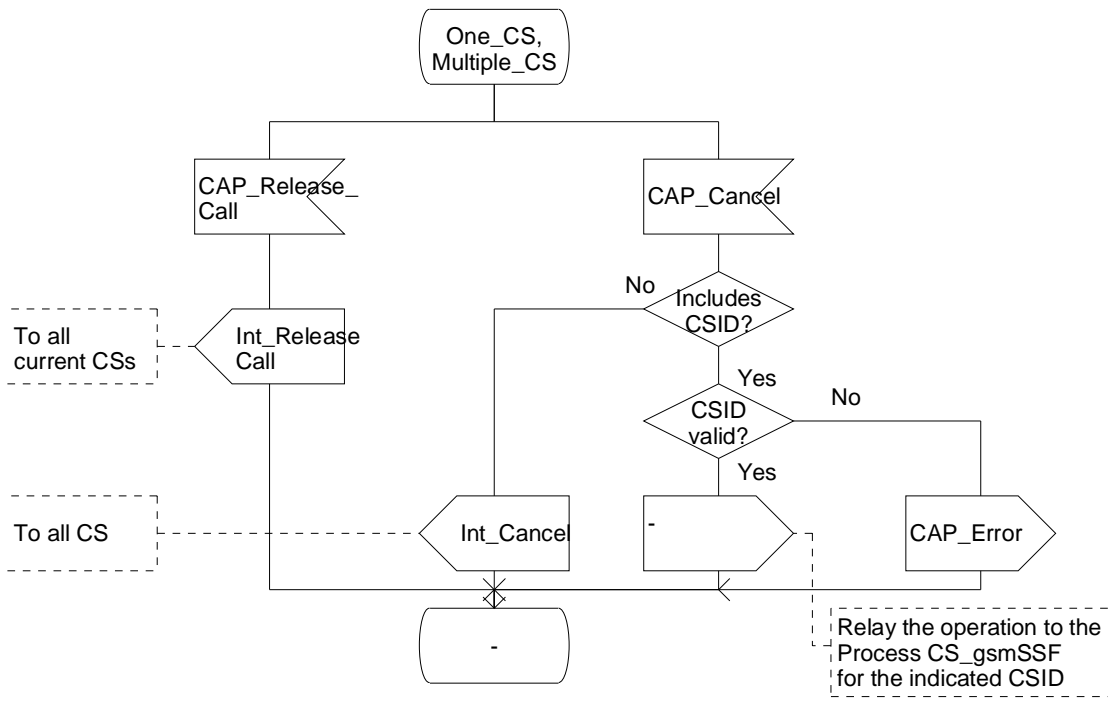 One_CS,
Multiple_CS
CAP_Release_
Call
CAP_Cancel
No
Includes
CSID?
To all
current CSs
Int_Release
Call
Yes
No
CSID
valid?
Yes
To all CS
Int_Cancel
-
CAP_Error
-
Relay the operation to the
Process CS_gsmSSF
for the indicated CSID